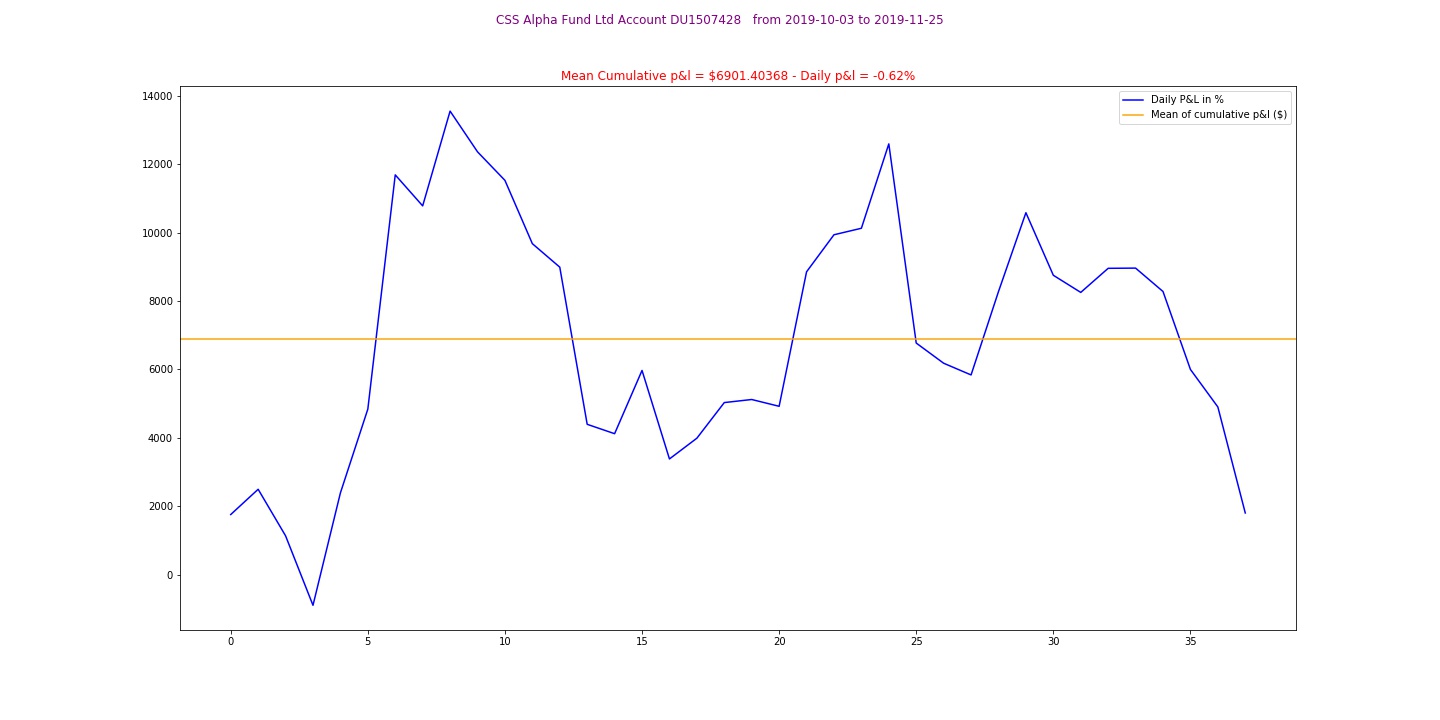 CSS Alpha Fund Ltd Account DU1507428   from 2019-10-03 to 2019-11-25
Mean Cumulative p&l = $6901.40368 - Daily p&l = -0.62%
Daily P&L in %
Mean of cumulative p&l ($)
14000
12000
10000
8000
6000
4000
2000
0
0 5 10 15 20 25 30 35